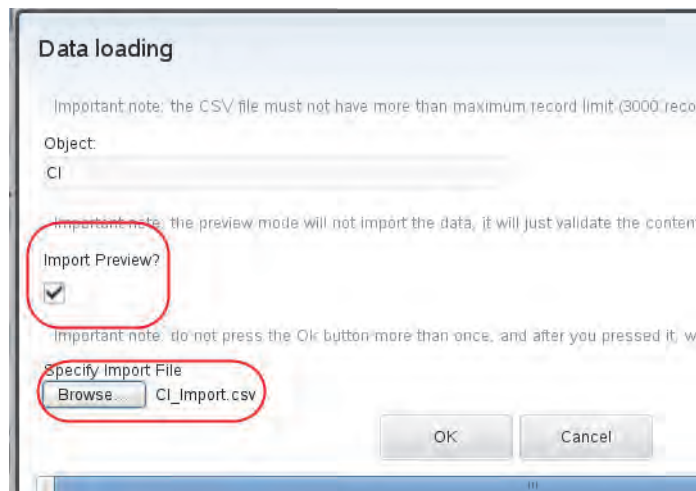 Data loading
Important note: the CSV file must not have more than maximum record limit (3000 reco
Object:
CI
Important note: the preview mode will not import the data, it will just validate the conten
Import Preview?
Important note: do not press the Ok button more than once, and after you pressed it, w
Specify Import File
Browse... CI_Import.csv
OK Cancel